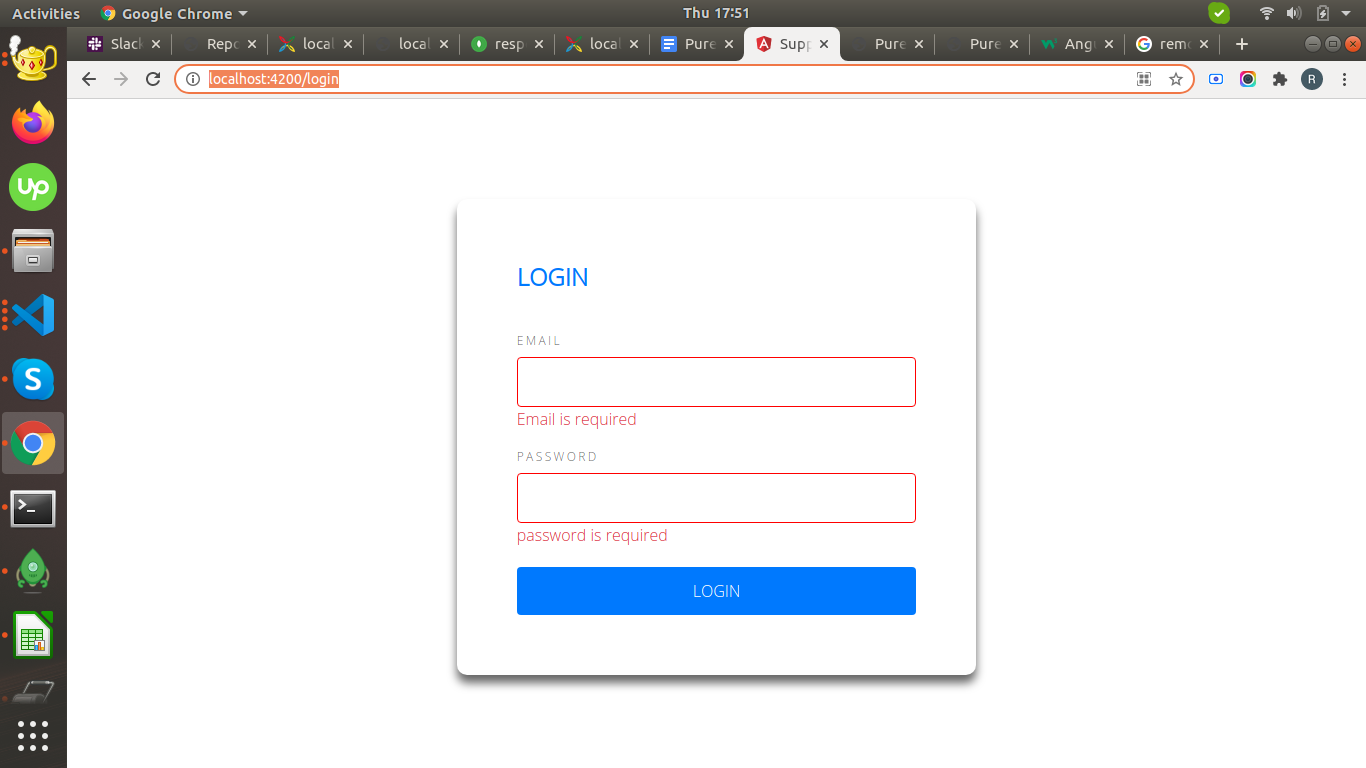 Activities Google Chrome Thu 17:51
Slack Repo local local resp local Pure Supp Pure Pure Angu remo
localhost:4200/login R
up
S
LOGIN
EMAIL
Email is required
PASSWORD
password is required
LOGIN